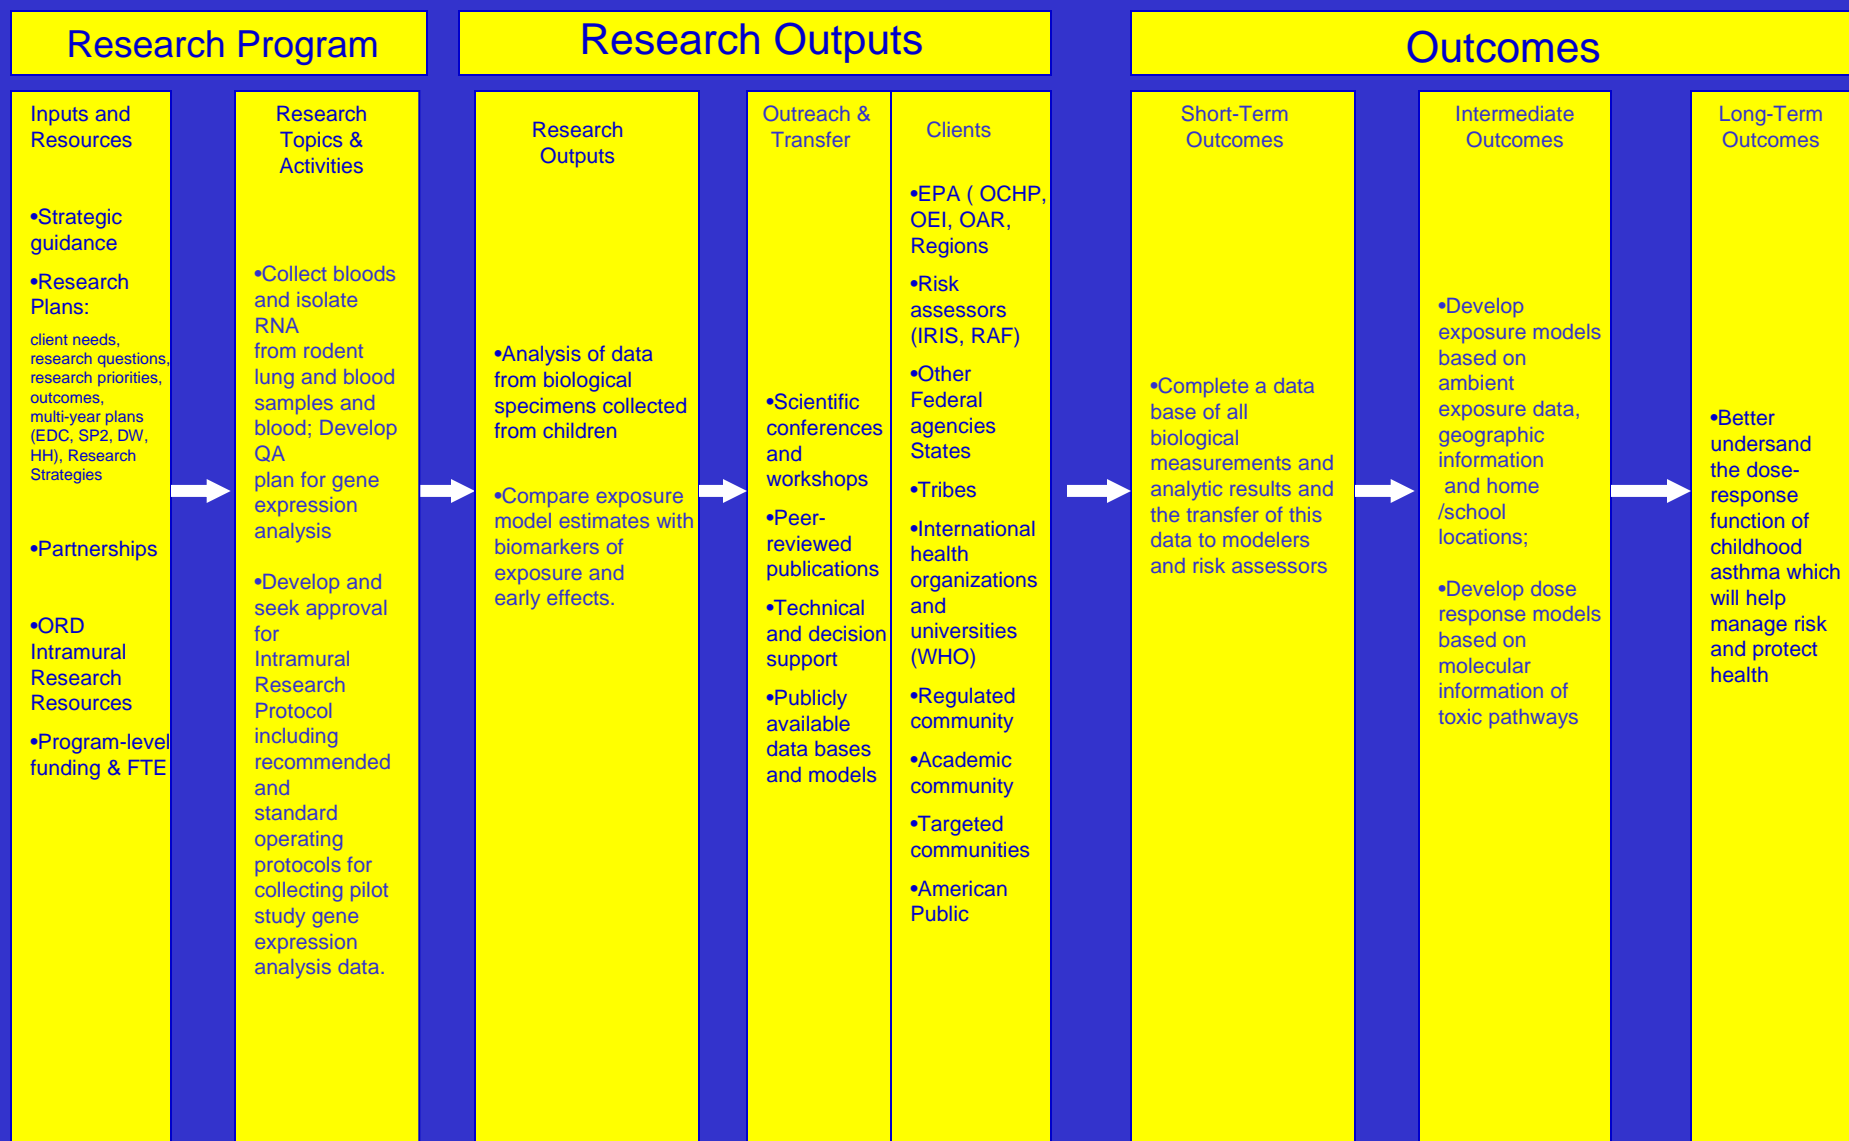 Research Program
Research Outputs
Outcomes
Inputs and
Resources
•Strategic
guidance
•Research
Plans:
client needs,
research questions,
research priorities,
outcomes,
multi-year plans
(EDC, SP2, DW,
HH), Research
Strategies
•Partnerships
•ORD
Intramural
Research
Resources
•Program-level
funding & FTE
Research
Topics &
Activities
•Collect bloods
and isolate
RNA
from rodent
lung and blood
samples and
blood; Develop
QA
plan for gene
expression
analysis
•Develop and
seek approval
for
Intramural
Research
Protocol
including
recommended
and
standard
operating
protocols for
collecting pilot
study gene
expression
analysis data.
Research
Outputs
•Analysis of data
from biological
specimens collected
from children
•Compare exposure
model estimates with
biomarkers of
exposure and
early effects.
Outreach &
Transfer
•Scientific
conferences
and
workshops
•Peer-
reviewed
publications
•Technical
and decision
support
•Publicly
available
data bases
and models
Clients
•EPA ( OCHP,
OEI, OAR,
Regions
•Risk
assessors
(IRIS, RAF)
•Other
Federal
agencies
States
•Tribes
•International
health
organizations
and
universities
(WHO)
•Regulated
community
•Academic
community
•Targeted
communities
•American
Public
Short-Term
Outcomes
•Complete a data
base of all
biological
measurements and
analytic results and
the transfer of this
data to modelers
and risk assessors
Intermediate
Outcomes
•Develop
exposure models
based on
ambient
exposure data,
geographic
information
and home
/school
locations;
•Develop dose
response models
based on
molecular
information of
toxic pathways
Long-Term
Outcomes
•Better
undersand
the dose-
response
function of
childhood
asthma which
will help
manage risk
and protect
health